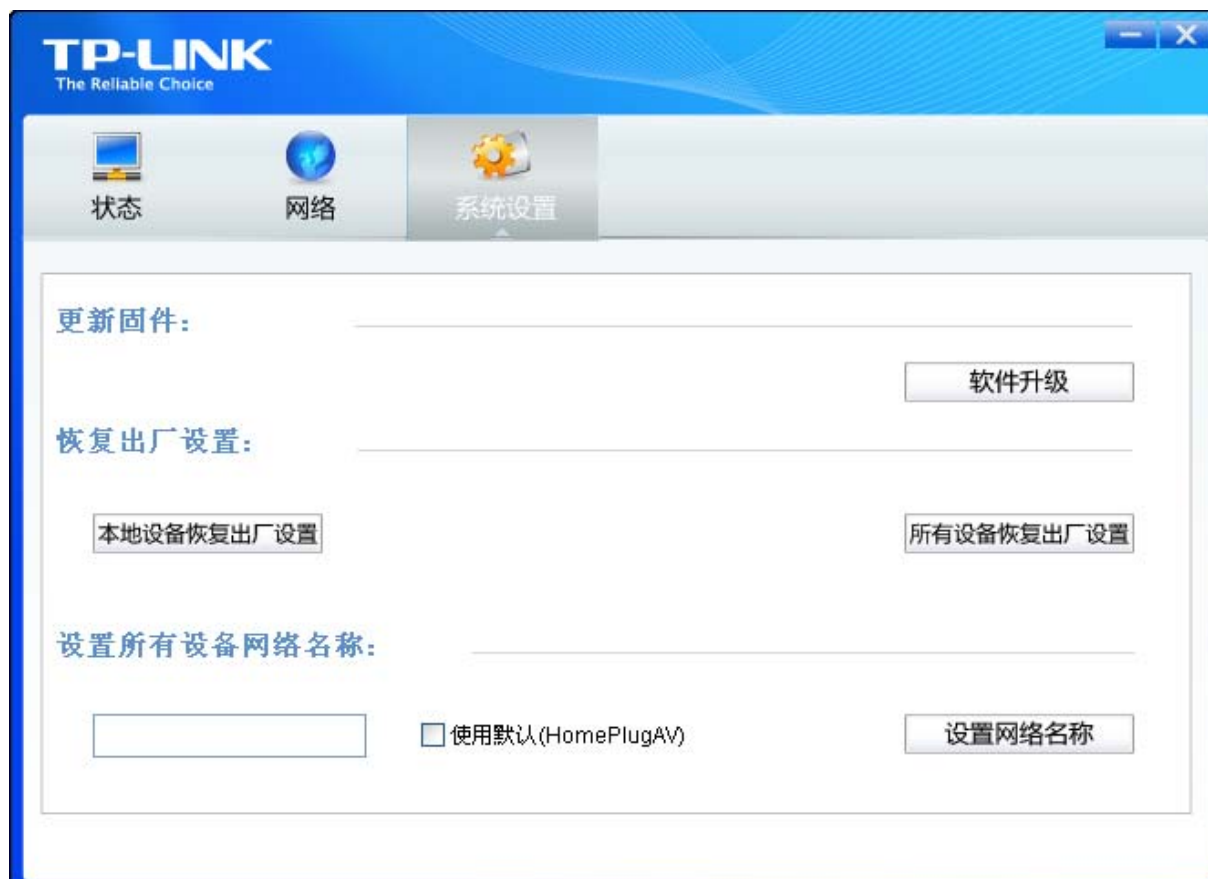 TP-LINK
The Reliable Choice
状态
网络
系统设置
更新固件：
软件升级
恢复出厂设置：
本地设备恢复出厂设置
所有设备恢复出厂设置
设置所有设备网络名称：
使用默认(HomePlugAV)
设置网络名称